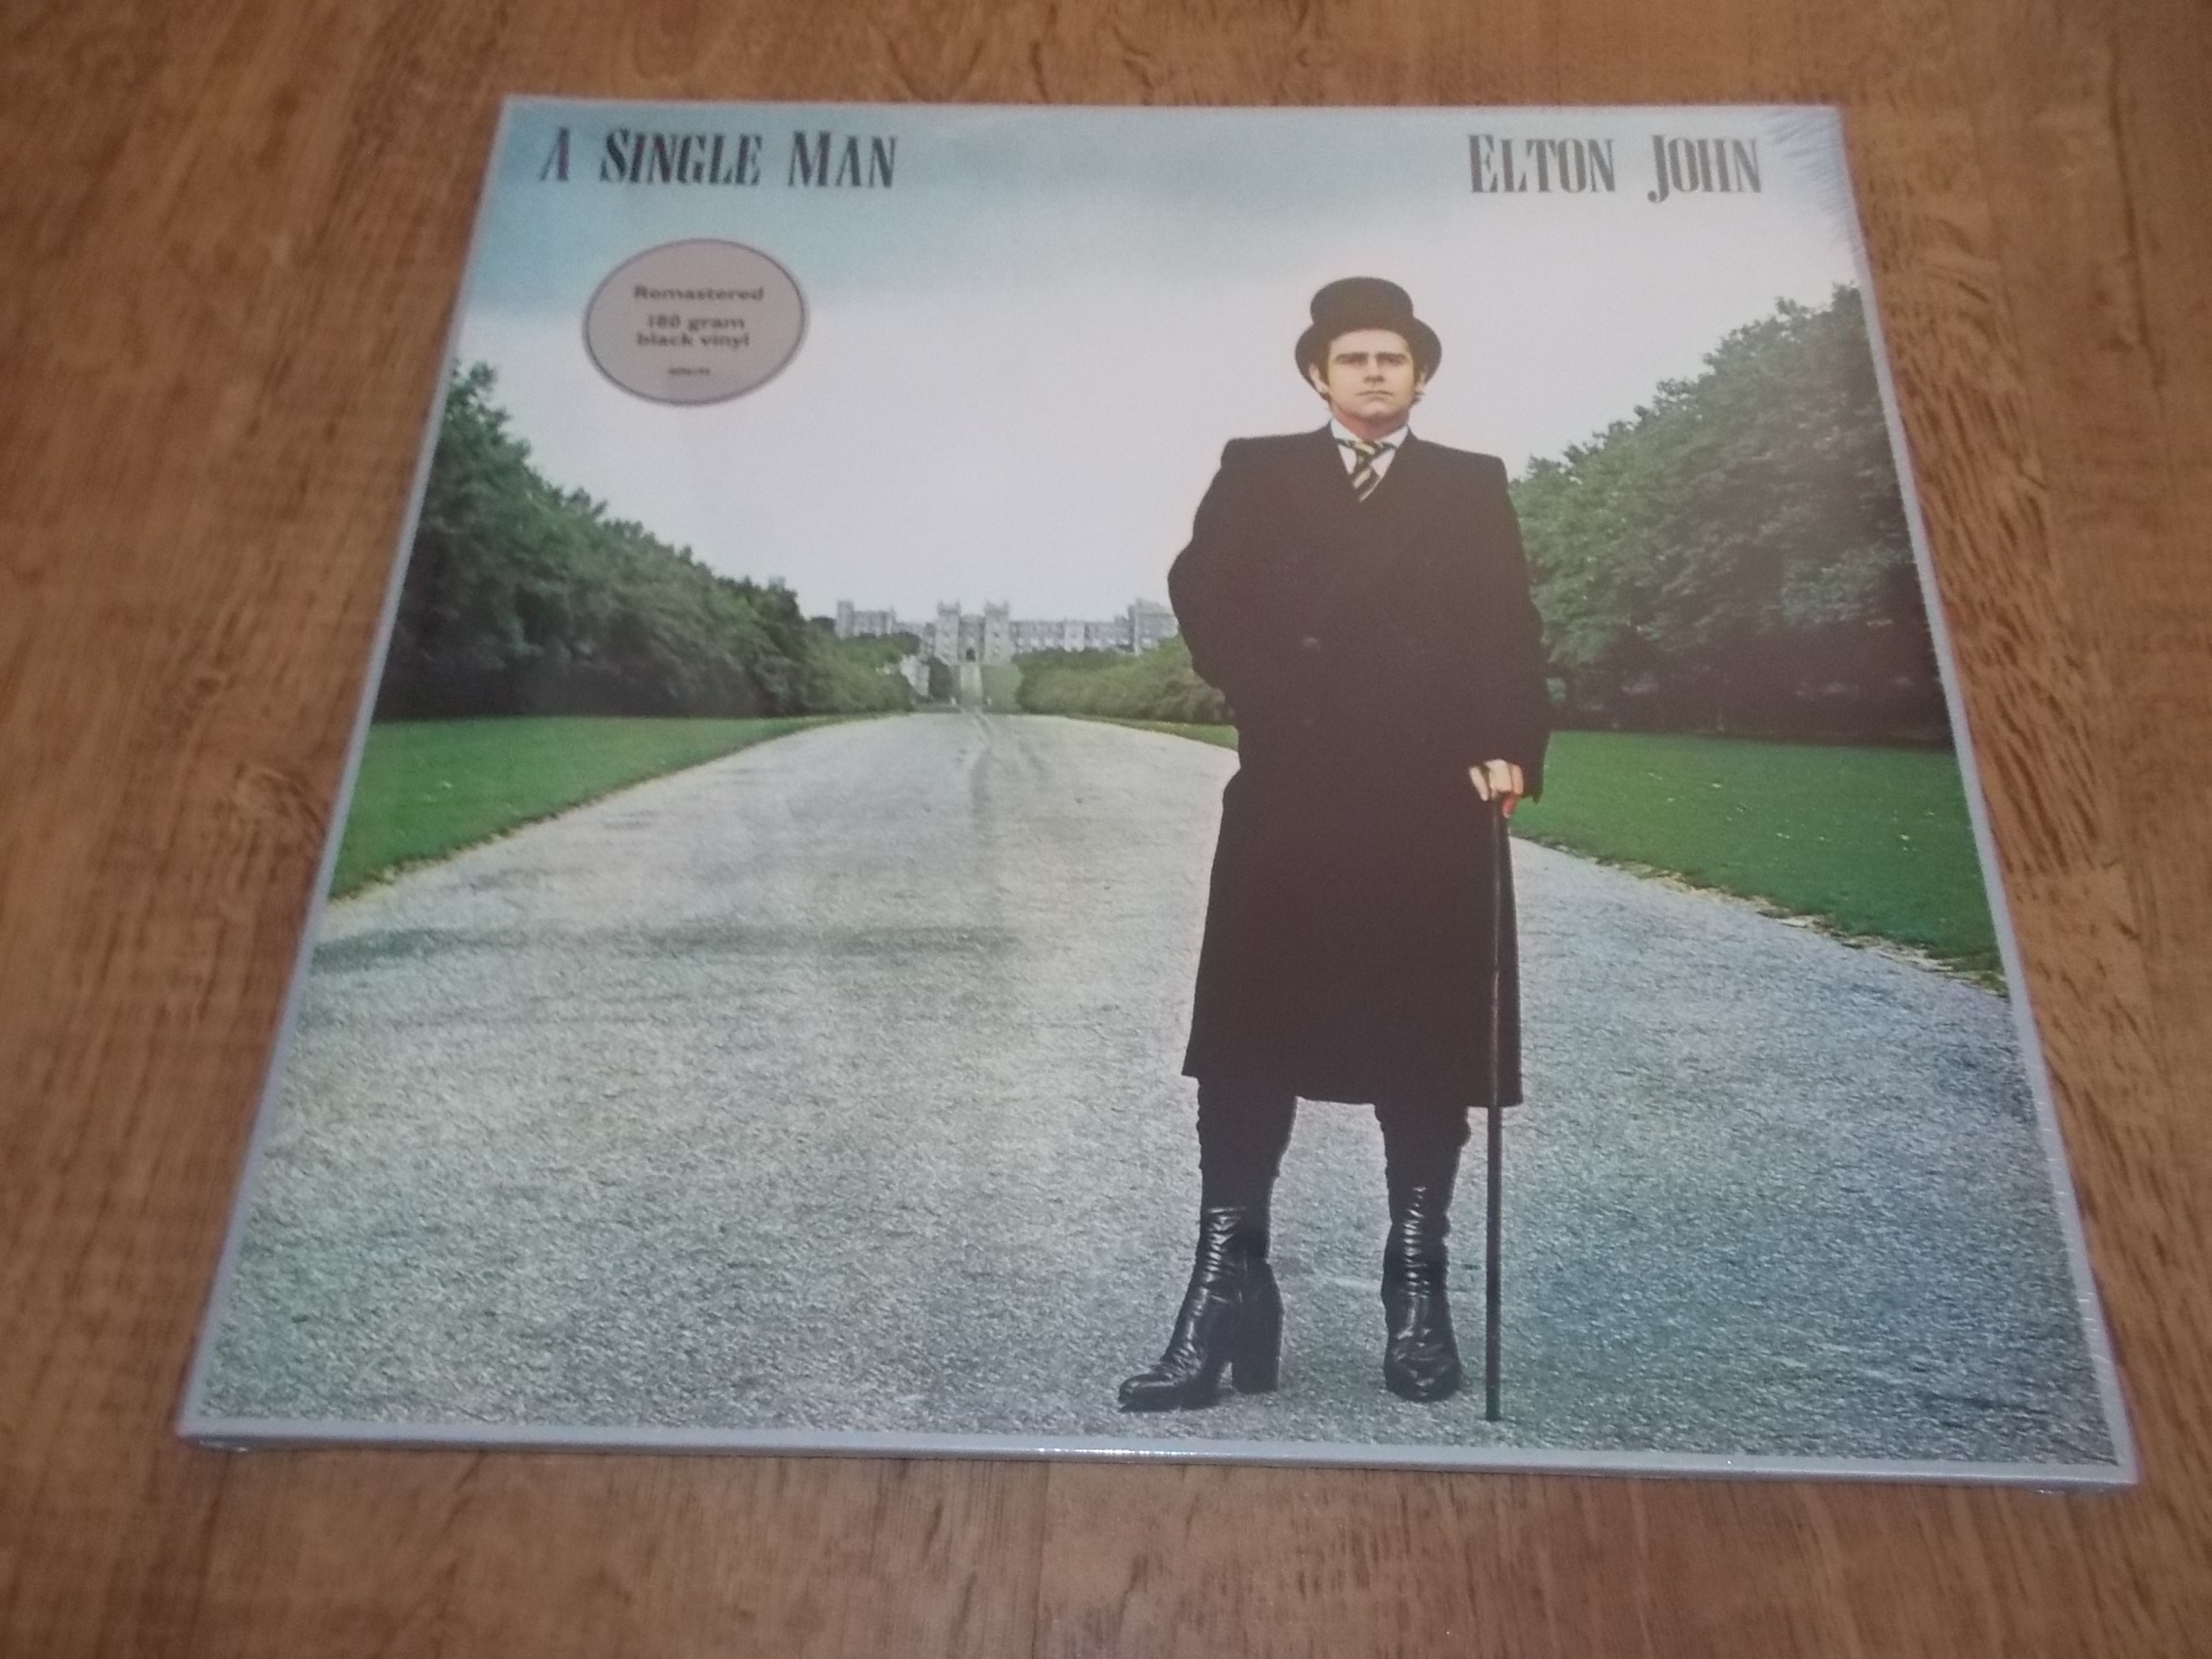 A SINGLE MAN
ELTON JOHN
Remastered
180 gram
black vinyl